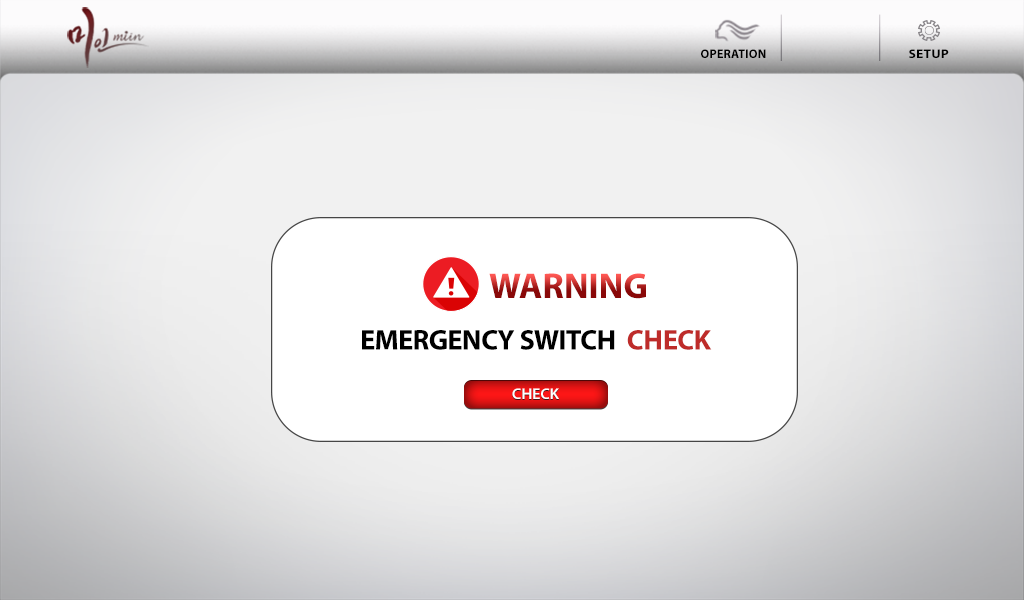 미인 miin
OPERATION
SETUP
WARNING
EMERGENCY SWITCH CHECK
CHECK